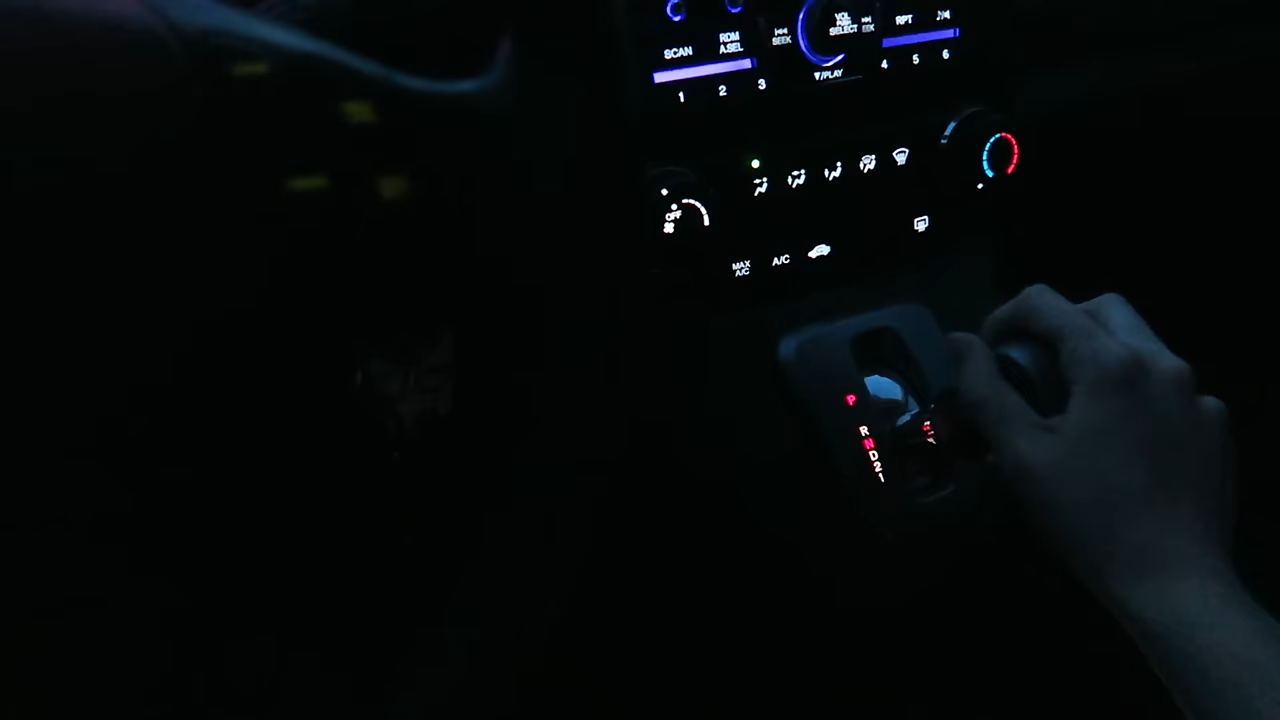 VOL
PUSH
SELECT
SEEK
RPT
SCAN
RDM
A.SEL
SEEK
▼/PLAY
1 2 3
4 5 6
OFF
MAX
A/C
A/C
P
R
N
D
2
1